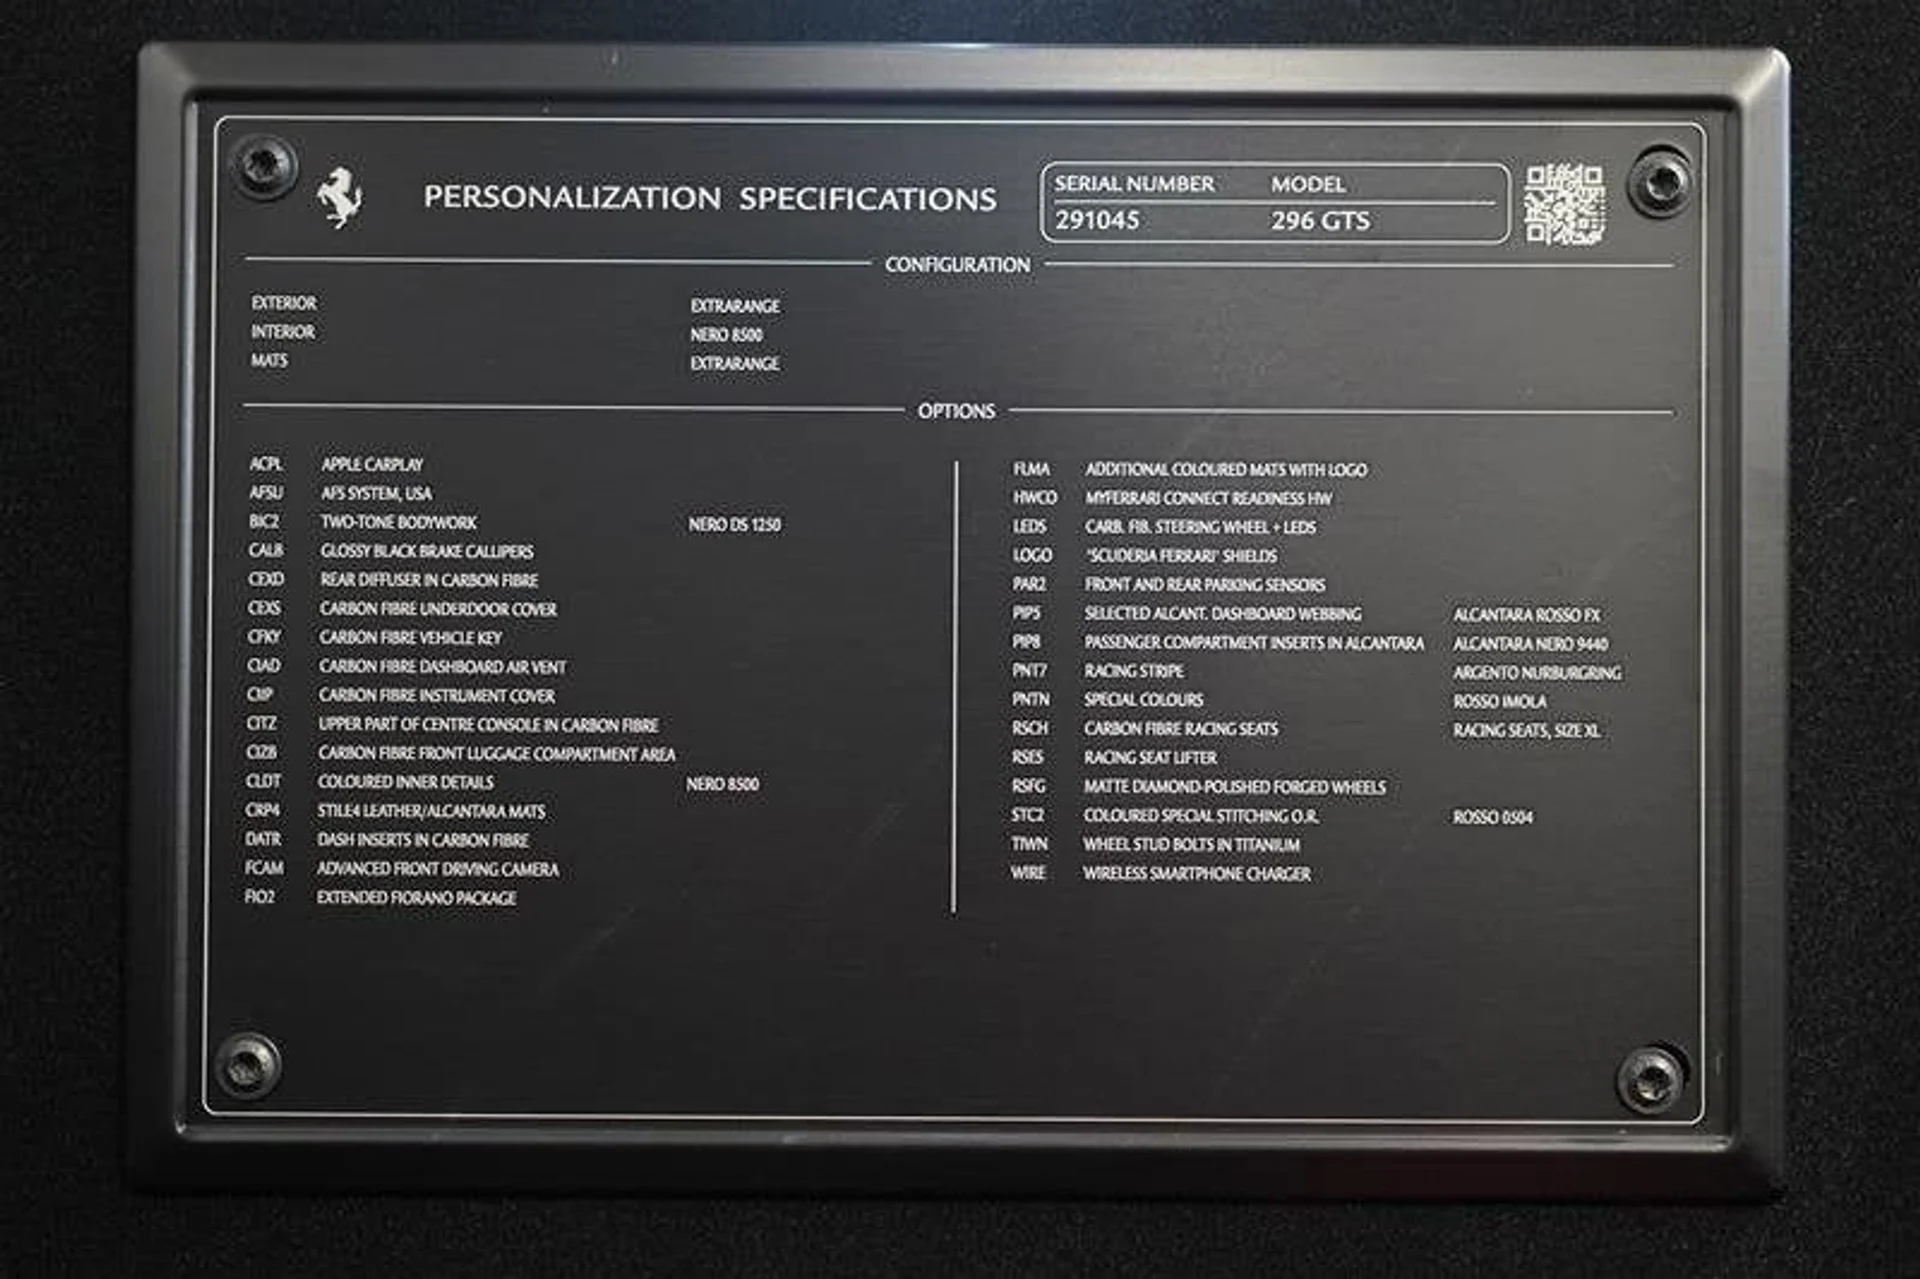 PERSONALIZATION SPECIFICATIONS
SERIAL NUMBER MODEL
291045 296 GTS
CONFIGURATION
EXTERIOR EXTRARANGE
INTERIOR NERO 8500
MATS EXTRARANGE
OPTIONS
ACPL APPLE CARPLAY
AFSU AFS SYSTEM, USA
BIC2 TWO-TONE BODYWORK NERO DS 1250
CALB GLOSSY BLACK BRAKE CALLIPERS
CEXD REAR DIFFUSER IN CARBON FIBRE
CEXS CARBON FIBRE UNDERDOOR COVER
CFKY CARBON FIBRE VEHICLE KEY
CIAD CARBON FIBRE DASHBOARD AIR VENT
CIIP CARBON FIBRE INSTRUMENT COVER
CITZ UPPER PART OF CENTRE CONSOLE IN CARBON FIBRE
CIZB CARBON FIBRE FRONT LUGGAGE COMPARTMENT AREA
CLDT COLOURED INNER DETAILS NERO 8500
CRP4 STILE4 LEATHER/ALCANTARA MATS
DATR DASH INSERTS IN CARBON FIBRE
FCAM ADVANCED FRONT DRIVING CAMERA
FIO2 EXTENDED FIORANO PACKAGE
FLMA ADDITIONAL COLOURED MATS WITH LOGO
HWCO MYFERRARI CONNECT READINESS HW
LEDS CARB. FIB. STEERING WHEEL + LEDS
LOGO "SCUDERIA FERRARI" SHIELDS
PAR2 FRONT AND REAR PARKING SENSORS
PIP5 SELECTED ALCANT. DASHBOARD WEBBING ALCANTARA ROSSO FX
PIP8 PASSENGER COMPARTMENT INSERTS IN ALCANTARA ALCANTARA NERO 9440
PNT7 RACING STRIPE ARGENTO NURBURGRING
PNTN SPECIAL COLOURS ROSSO IMOLA
RSCH CARBON FIBRE RACING SEATS RACING SEATS, SIZE XL
RSES RACING SEAT LIFTER
RSFG MATTE DIAMOND-POLISHED FORGED WHEELS
STC2 COLOURED SPECIAL STITCHING O.R. ROSSO 0504
TIWN WHEEL STUD BOLTS IN TITANIUM
WIRE WIRELESS SMARTPHONE CHARGER